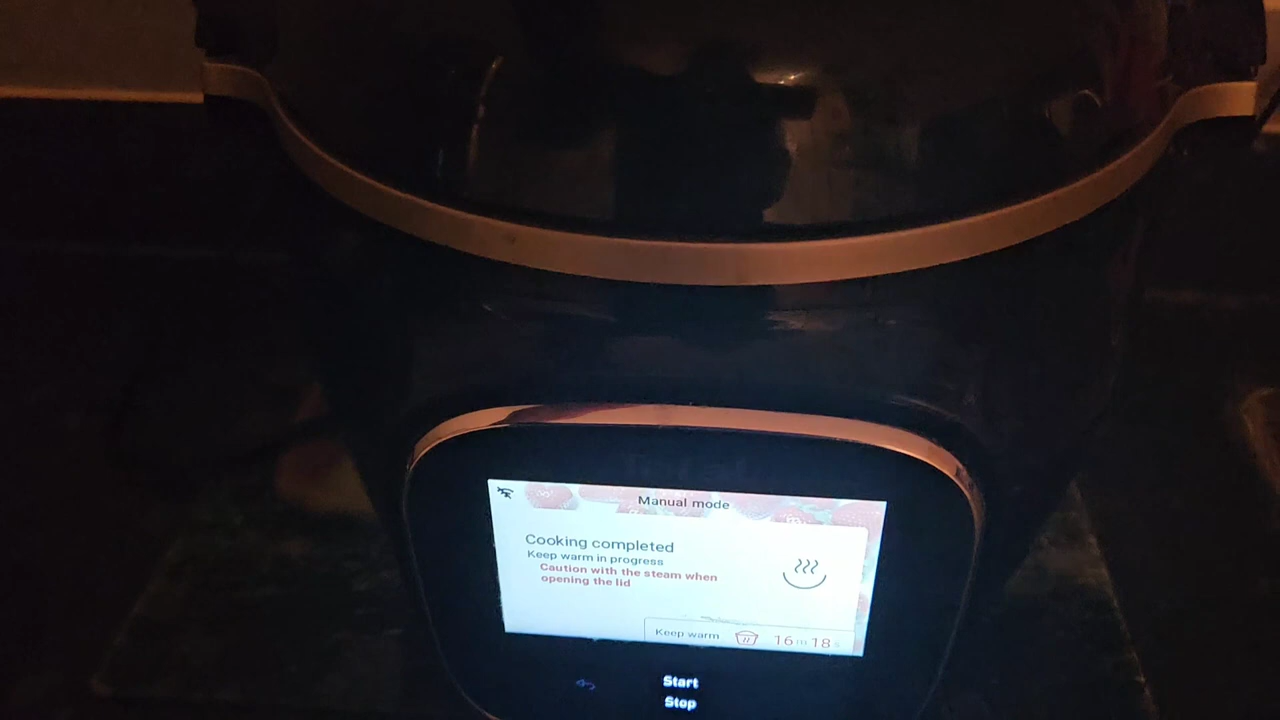 Manual mode
Cooking completed
Keep warm in progress
Caution with the steam when
opening the lid
Keep warm 16 m 18 s
Start
Stop